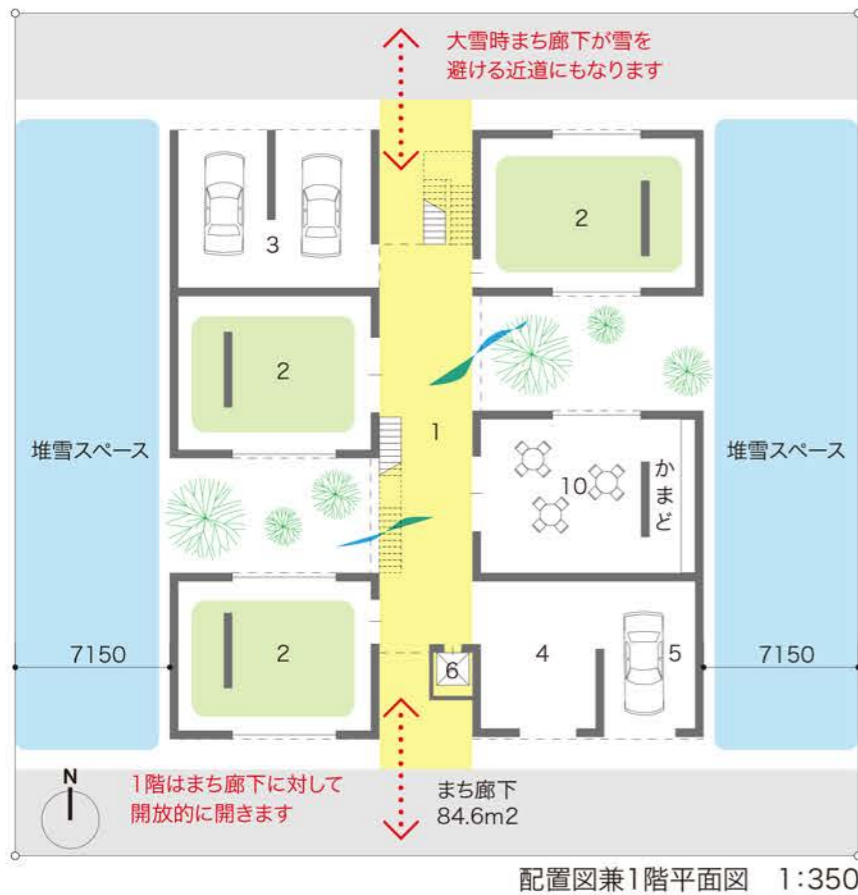 大雪時まち廊下が雪を
避ける近道にもなります
3
2
2
1
堆雪スペース
堆雪スペース
10
かまど
2
4
5
6
7150
7150
N
1階はまち廊下に対して
開放的に開きます
まち廊下
84.6m2
配置図兼1階平面図 1:350